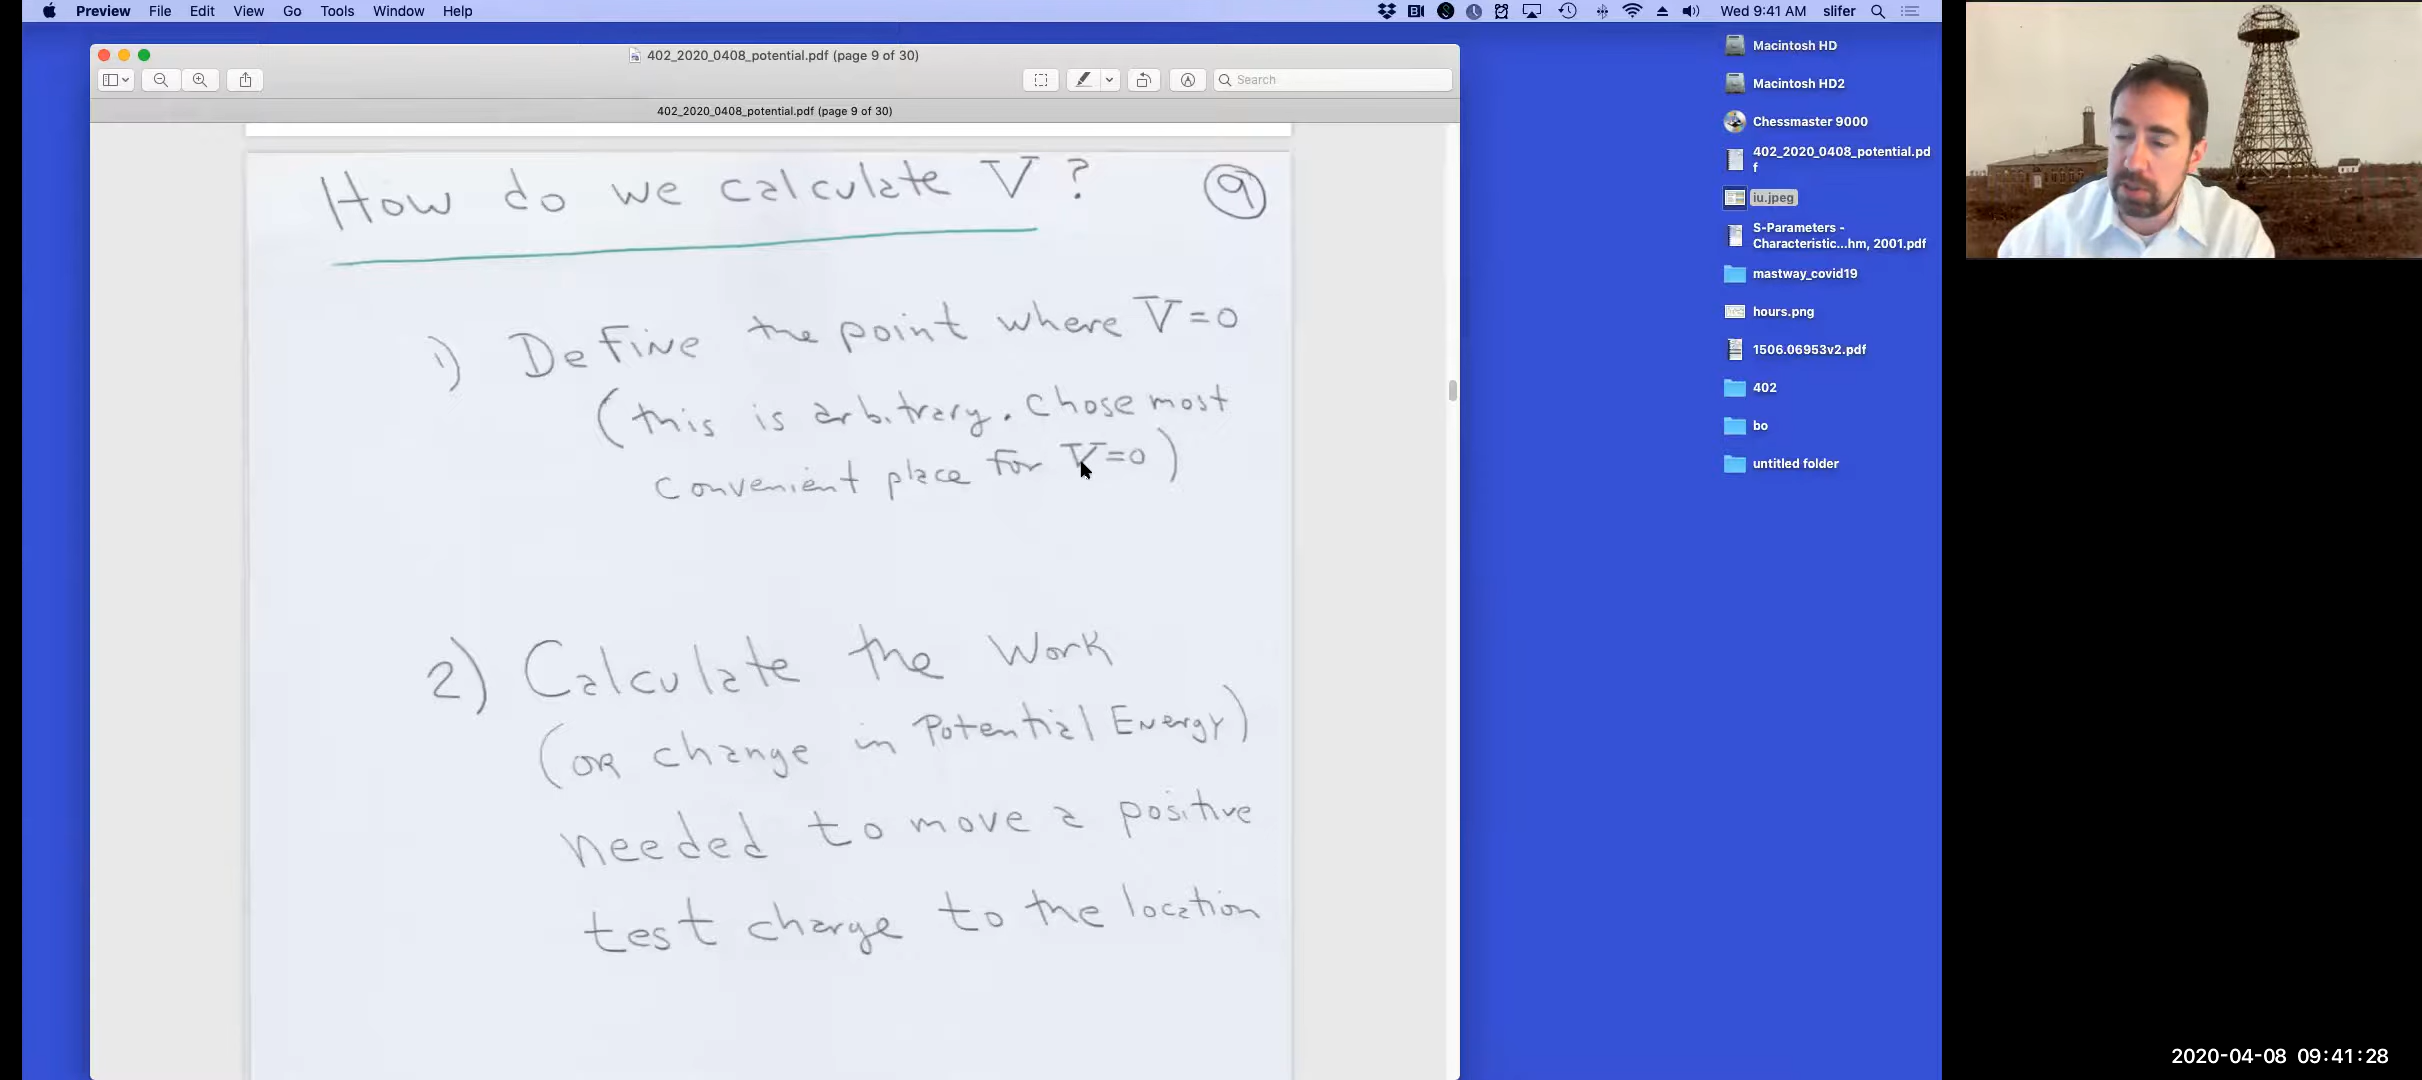 Preview File Edit View Go Tools Window Help
Wed 9:41 AM slifer
402_2020_0408_potential.pdf (page 9 of 30)
Search
402_2020_0408_potential.pdf (page 9 of 30)
How do we calculate V ? 9
1) Define the point where V=0
(this is arbitrary. Chose most
convenient place for V=0)
2) Calculate the Work
(or change in Potential Energy)
needed to move a positive
test charge to the location
Macintosh HD
Macintosh HD2
Chessmaster 9000
402_2020_0408_potential.pd
f
iu.jpeg
S-Parameters -
Characteristic...hm, 2001.pdf
mastway_covid19
hours.png
1506.06953v2.pdf
402
bo
untitled folder
2020-04-08 09:41:28